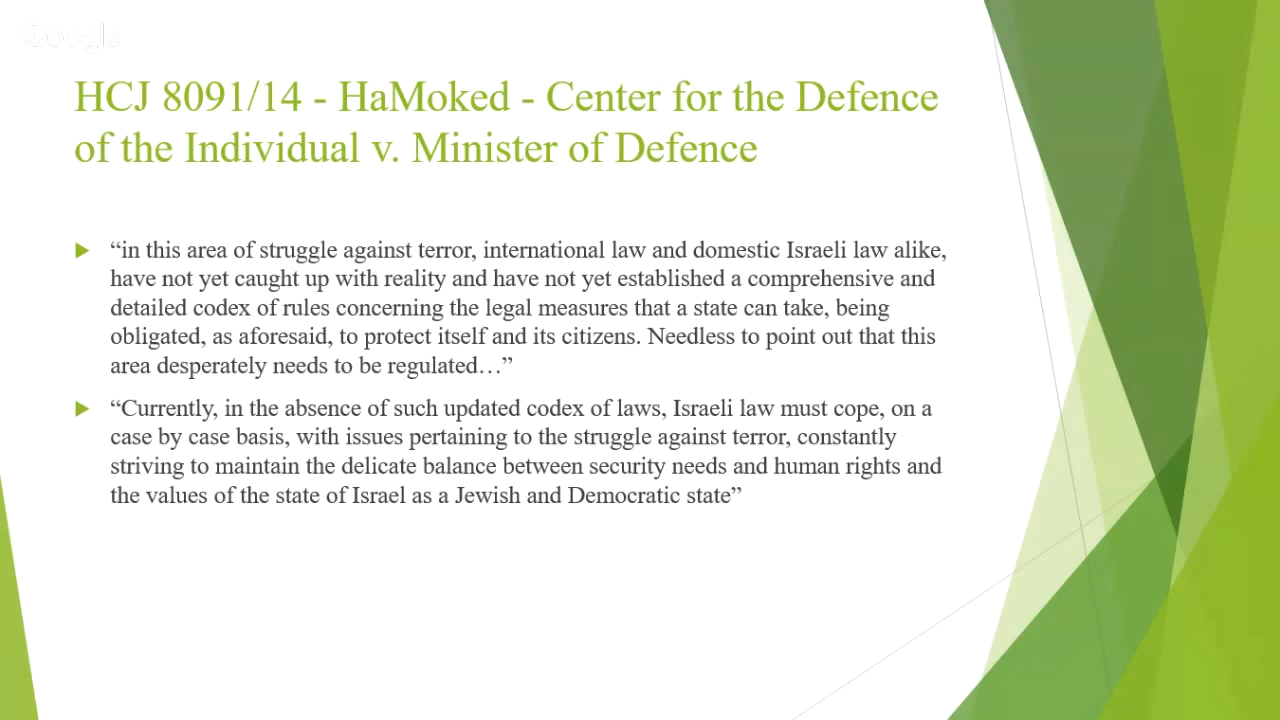 Google
HCJ 8091/14 - HaMoked - Center for the Defence
of the Individual v. Minister of Defence
“in this area of struggle against terror, international law and domestic Israeli law alike,
have not yet caught up with reality and have not yet established a comprehensive and
detailed codex of rules concerning the legal measures that a state can take, being
obligated, as aforesaid, to protect itself and its citizens. Needless to point out that this
area desperately needs to be regulated…”
“Currently, in the absence of such updated codex of laws, Israeli law must cope, on a
case by case basis, with issues pertaining to the struggle against terror, constantly
striving to maintain the delicate balance between security needs and human rights and
the values of the state of Israel as a Jewish and Democratic state”